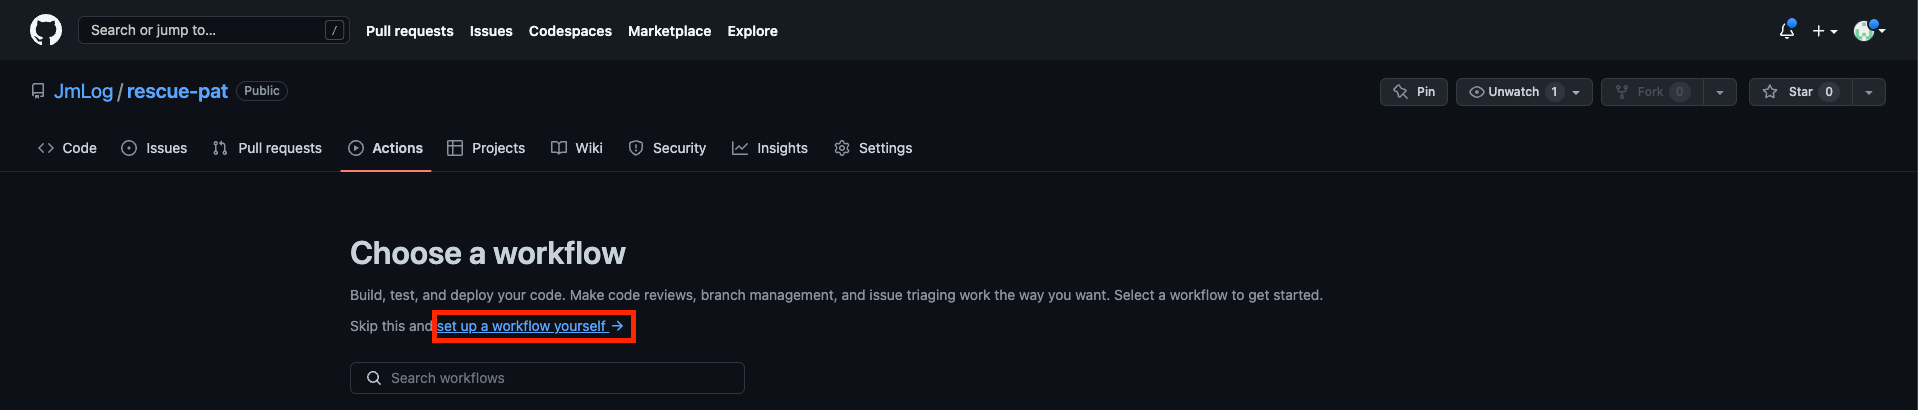 Search or jump to... / Pull requests Issues Codespaces Marketplace Explore
JmLog / rescue-pat Public Pin Unwatch 1 Fork 0 Star 0
Code Issues Pull requests Actions Projects Wiki Security Insights Settings
Choose a workflow
Build, test, and deploy your code. Make code reviews, branch management, and issue triaging work the way you want. Select a workflow to get started.
Skip this and set up a workflow yourself →
Search workflows